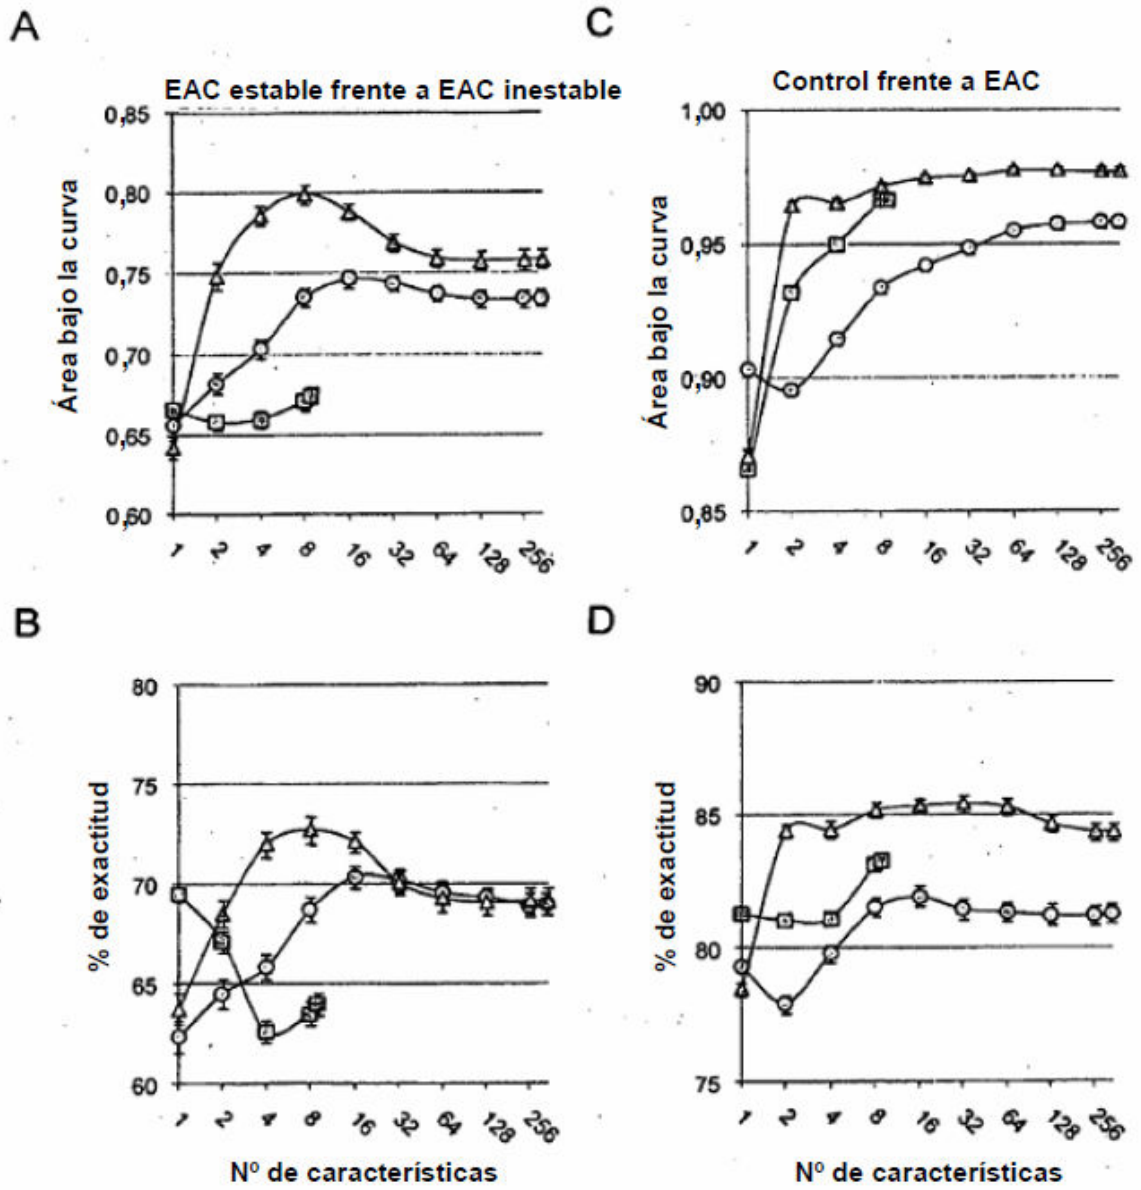 A
EAC estable frente a EAC inestable
Área bajo la curva
0,85
0,80
0,75
0,70
0,65
0,60
1 2 4 8 16 32 64 128 256
C
Control frente a EAC
Área bajo la curva
1,00
0,95
0,90
0,85
1 2 4 8 16 32 64 128 256
B
% de exactitud
80
75
70
65
60
1 2 4 8 16 32 64 128 256
Nº de características
D
% de exactitud
90
85
80
75
1 2 4 8 16 32 64 128 256
Nº de características